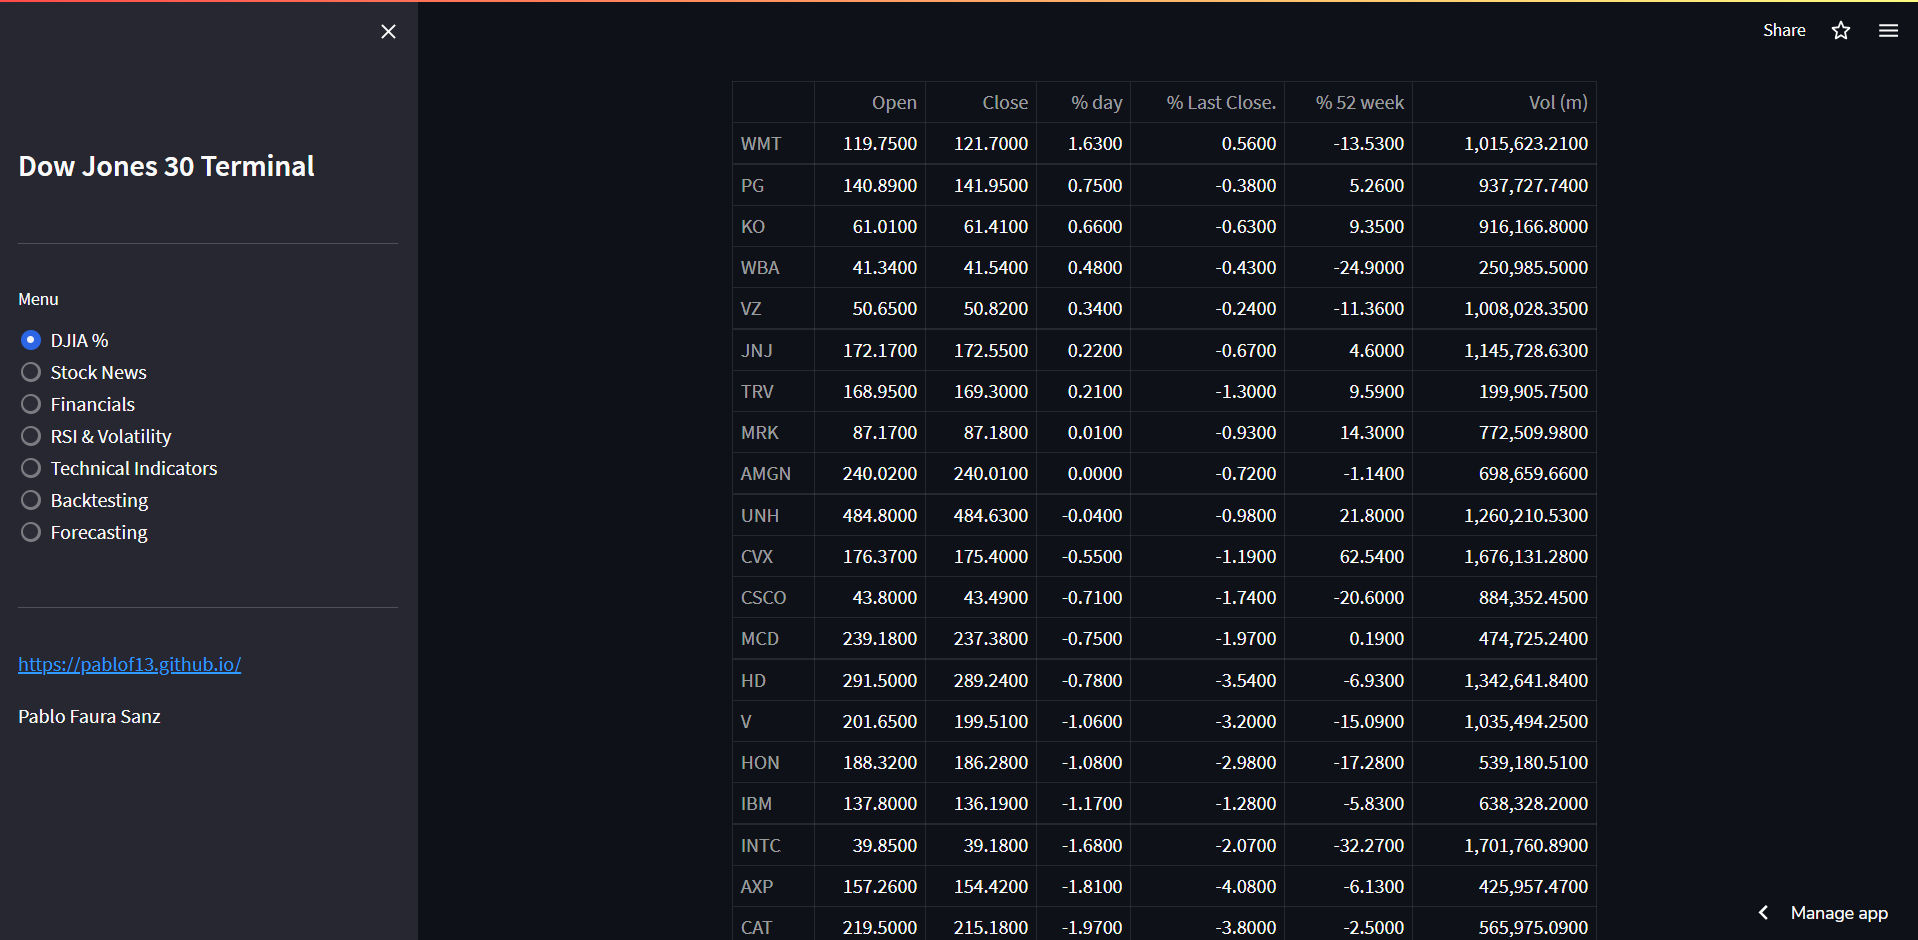 Share
Dow Jones 30 Terminal
Menu
DJIA %
Stock News
Financials
RSI & Volatility
Technical Indicators
Backtesting
Forecasting
https://pablof13.github.io/
Pablo Faura Sanz
Open Close % day % Last Close. % 52 week Vol (m)
WMT 119.7500 121.7000 1.6300 0.5600 -13.5300 1,015,623.2100
PG 140.8900 141.9500 0.7500 -0.3800 5.2600 937,727.7400
KO 61.0100 61.4100 0.6600 -0.6300 9.3500 916,166.8000
WBA 41.3400 41.5400 0.4800 -0.4300 -24.9000 250,985.5000
VZ 50.6500 50.8200 0.3400 -0.2400 -11.3600 1,008,028.3500
JNJ 172.1700 172.5500 0.2200 -0.6700 4.6000 1,145,728.6300
TRV 168.9500 169.3000 0.2100 -1.3000 9.5900 199,905.7500
MRK 87.1700 87.1800 0.0100 -0.9300 14.3000 772,509.9800
AMGN 240.0200 240.0100 0.0000 -0.7200 -1.1400 698,659.6600
UNH 484.8000 484.6300 -0.0400 -0.9800 21.8000 1,260,210.5300
CVX 176.3700 175.4000 -0.5500 -1.1900 62.5400 1,676,131.2800
CSCO 43.8000 43.4900 -0.7100 -1.7400 -20.6000 884,352.4500
MCD 239.1800 237.3800 -0.7500 -1.9700 0.1900 474,725.2400
HD 291.5000 289.2400 -0.7800 -3.5400 -6.9300 1,342,641.8400
V 201.6500 199.5100 -1.0600 -3.2000 -15.0900 1,035,494.2500
HON 188.3200 186.2800 -1.0800 -2.9800 -17.2800 539,180.5100
IBM 137.8000 136.1900 -1.1700 -1.2800 -5.8300 638,328.2000
INTC 39.8500 39.1800 -1.6800 -2.0700 -32.2700 1,701,760.8900
AXP 157.2600 154.4200 -1.8100 -4.0800 -6.1300 425,957.4700
CAT 219.5000 215.1800 -1.9700 -3.8000 -2.5000 565,975.0900
Manage app